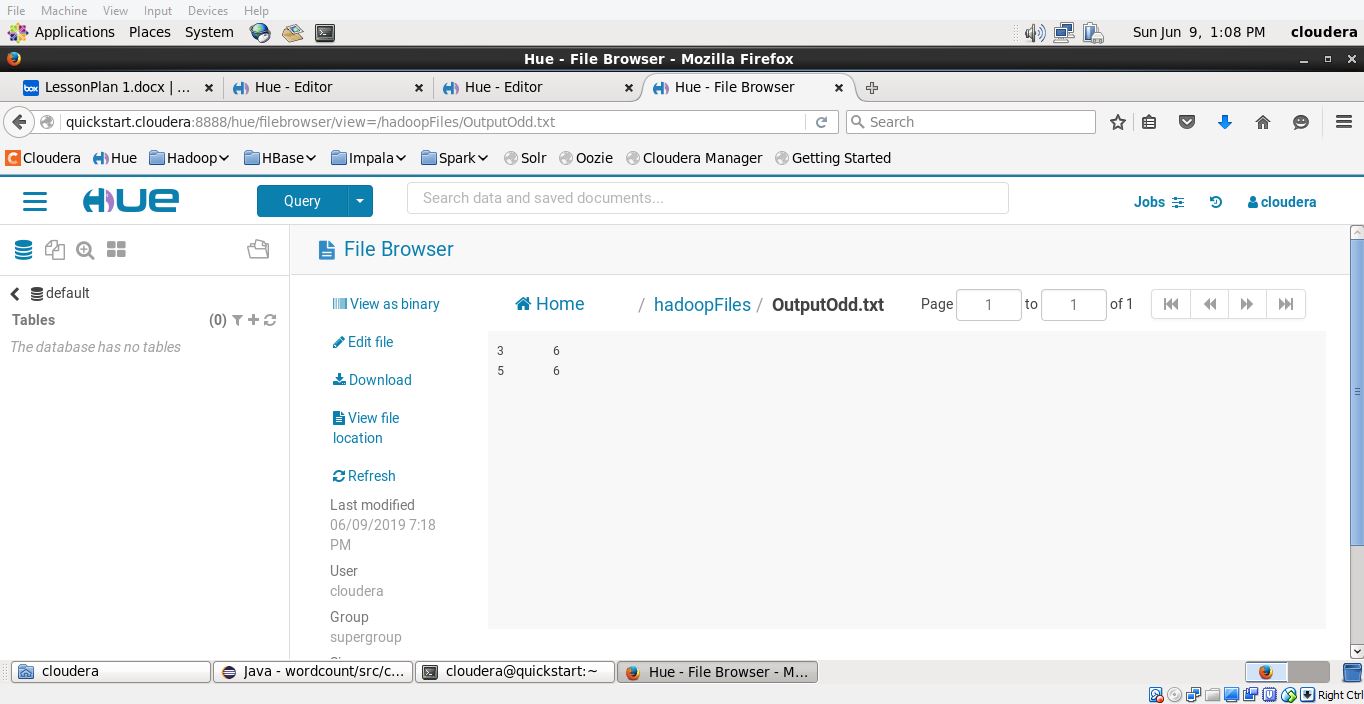 File Machine View Input Devices Help
Applications Places System Sun Jun 9, 1:08 PM cloudera
Hue - File Browser - Mozilla Firefox
box LessonPlan 1.docx | ... × Hue - Editor × Hue - Editor × Hue - File Browser ×
quickstart.cloudera:8888/hue/filebrowser/view=/hadoopFiles/OutputOdd.txt Search
Cloudera Hue Hadoop HBase Impala Spark Solr Oozie Cloudera Manager Getting Started
HUE Query Search data and saved documents... Jobs cloudera
File Browser
default
Tables (0)
The database has no tables
View as binary
Edit file
Download
View file
location
Refresh
Last modified
06/09/2019 7:18
PM
User
cloudera
Group
supergroup
Home / hadoopFiles / OutputOdd.txt Page 1 to 1 of 1
3 6
5 6
cloudera Java - wordcount/src/c... cloudera@quickstart:~ Hue - File Browser - M...
Right Ctrl